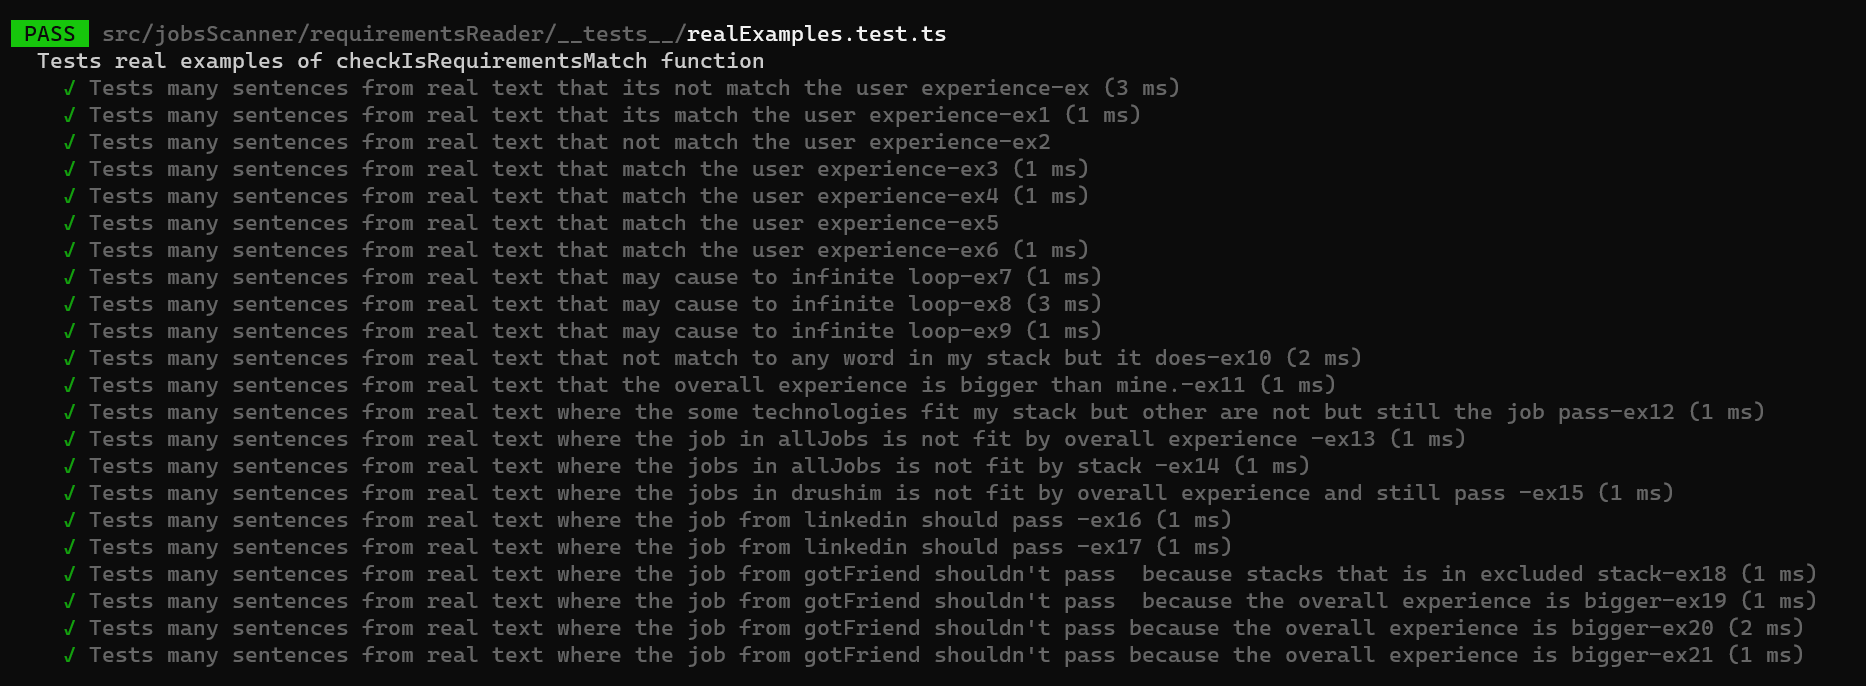 PASS src/jobsScanner/requirementsReader/__tests__/realExamples.test.ts
Tests real examples of checkIsRequirementsMatch function
√ Tests many sentences from real text that its not match the user experience-ex (3 ms)
√ Tests many sentences from real text that its match the user experience-ex1 (1 ms)
√ Tests many sentences from real text that not match the user experience-ex2
√ Tests many sentences from real text that match the user experience-ex3 (1 ms)
√ Tests many sentences from real text that match the user experience-ex4 (1 ms)
√ Tests many sentences from real text that match the user experience-ex5
√ Tests many sentences from real text that match the user experience-ex6 (1 ms)
√ Tests many sentences from real text that may cause to infinite loop-ex7 (1 ms)
√ Tests many sentences from real text that may cause to infinite loop-ex8 (3 ms)
√ Tests many sentences from real text that may cause to infinite loop-ex9 (1 ms)
√ Tests many sentences from real text that not match to any word in my stack but it does-ex10 (2 ms)
√ Tests many sentences from real text that the overall experience is bigger than mine.-ex11 (1 ms)
√ Tests many sentences from real text where the some technologies fit my stack but other are not but still the job pass-ex12 (1 ms)
√ Tests many sentences from real text where the job in allJobs is not fit by overall experience -ex13 (1 ms)
√ Tests many sentences from real text where the jobs in allJobs is not fit by stack -ex14 (1 ms)
√ Tests many sentences from real text where the jobs in drushim is not fit by overall experience and still pass -ex15 (1 ms)
√ Tests many sentences from real text where the job from linkedin should pass -ex16 (1 ms)
√ Tests many sentences from real text where the job from linkedin should pass -ex17 (1 ms)
√ Tests many sentences from real text where the job from gotFriend shouldn't pass  because stacks that is in excluded stack-ex18 (1 ms)
√ Tests many sentences from real text where the job from gotFriend shouldn't pass  because the overall experience is bigger-ex19 (1 ms)
√ Tests many sentences from real text where the job from gotFriend shouldn't pass because the overall experience is bigger-ex20 (2 ms)
√ Tests many sentences from real text where the job from gotFriend shouldn't pass because the overall experience is bigger-ex21 (1 ms)